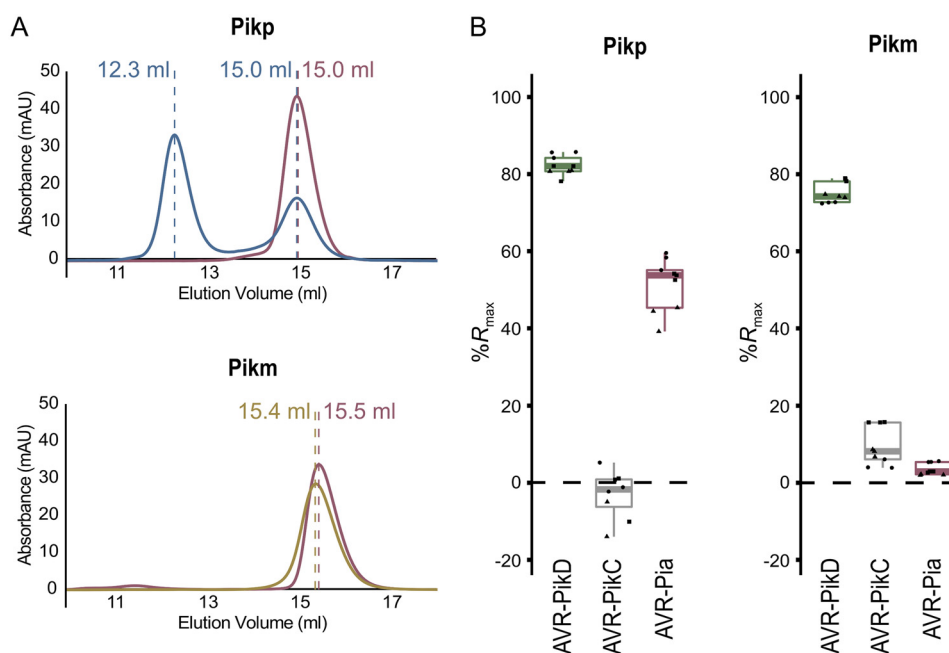 A
Pikp
12.3 ml 15.0 ml 15.0 ml
50
40
30
20
10
0
Absorbance (mAU)
11 13 15 17
Elution Volume (ml)
Pikm
15.4 ml 15.5 ml
50
40
30
20
10
0
Absorbance (mAU)
11 13 15 17
Elution Volume (ml)
B
Pikp
100
80
60
40
20
0
-20
%Rmax
AVR-PikD
AVR-PikC
AVR-Pia
Pikm
100
80
60
40
20
0
-20
%Rmax
AVR-PikD
AVR-PikC
AVR-Pia